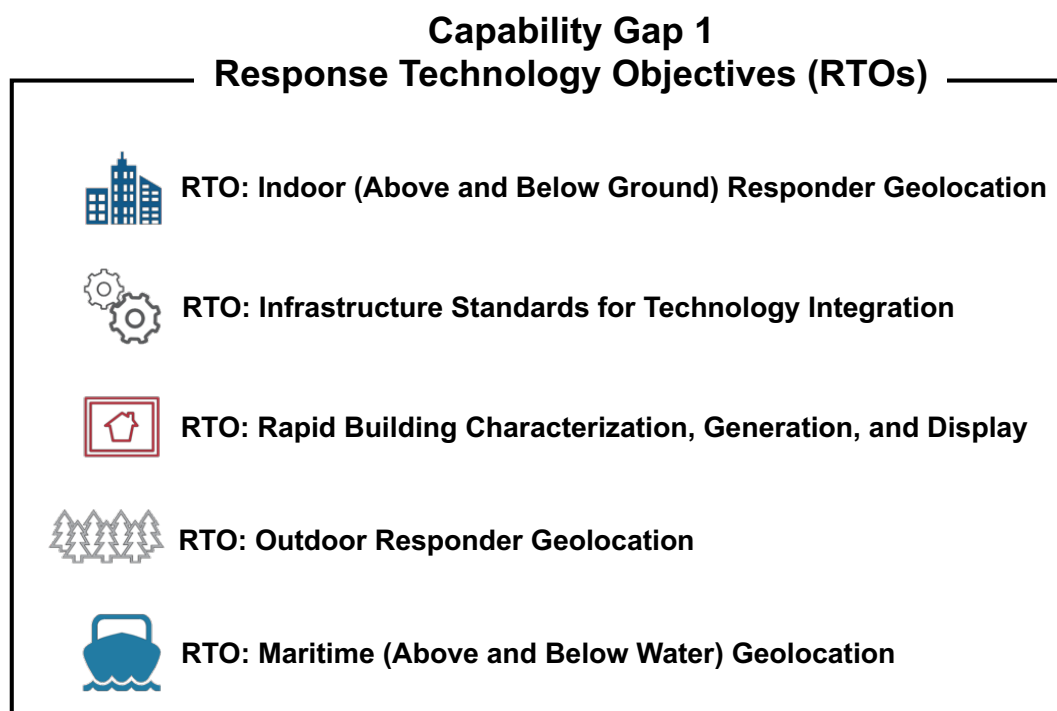 Capability Gap 1
Response Technology Objectives (RTOs)
RTO: Indoor (Above and Below Ground) Responder Geolocation
RTO: Infrastructure Standards for Technology Integration
RTO: Rapid Building Characterization, Generation, and Display
RTO: Outdoor Responder Geolocation
RTO: Maritime (Above and Below Water) Geolocation